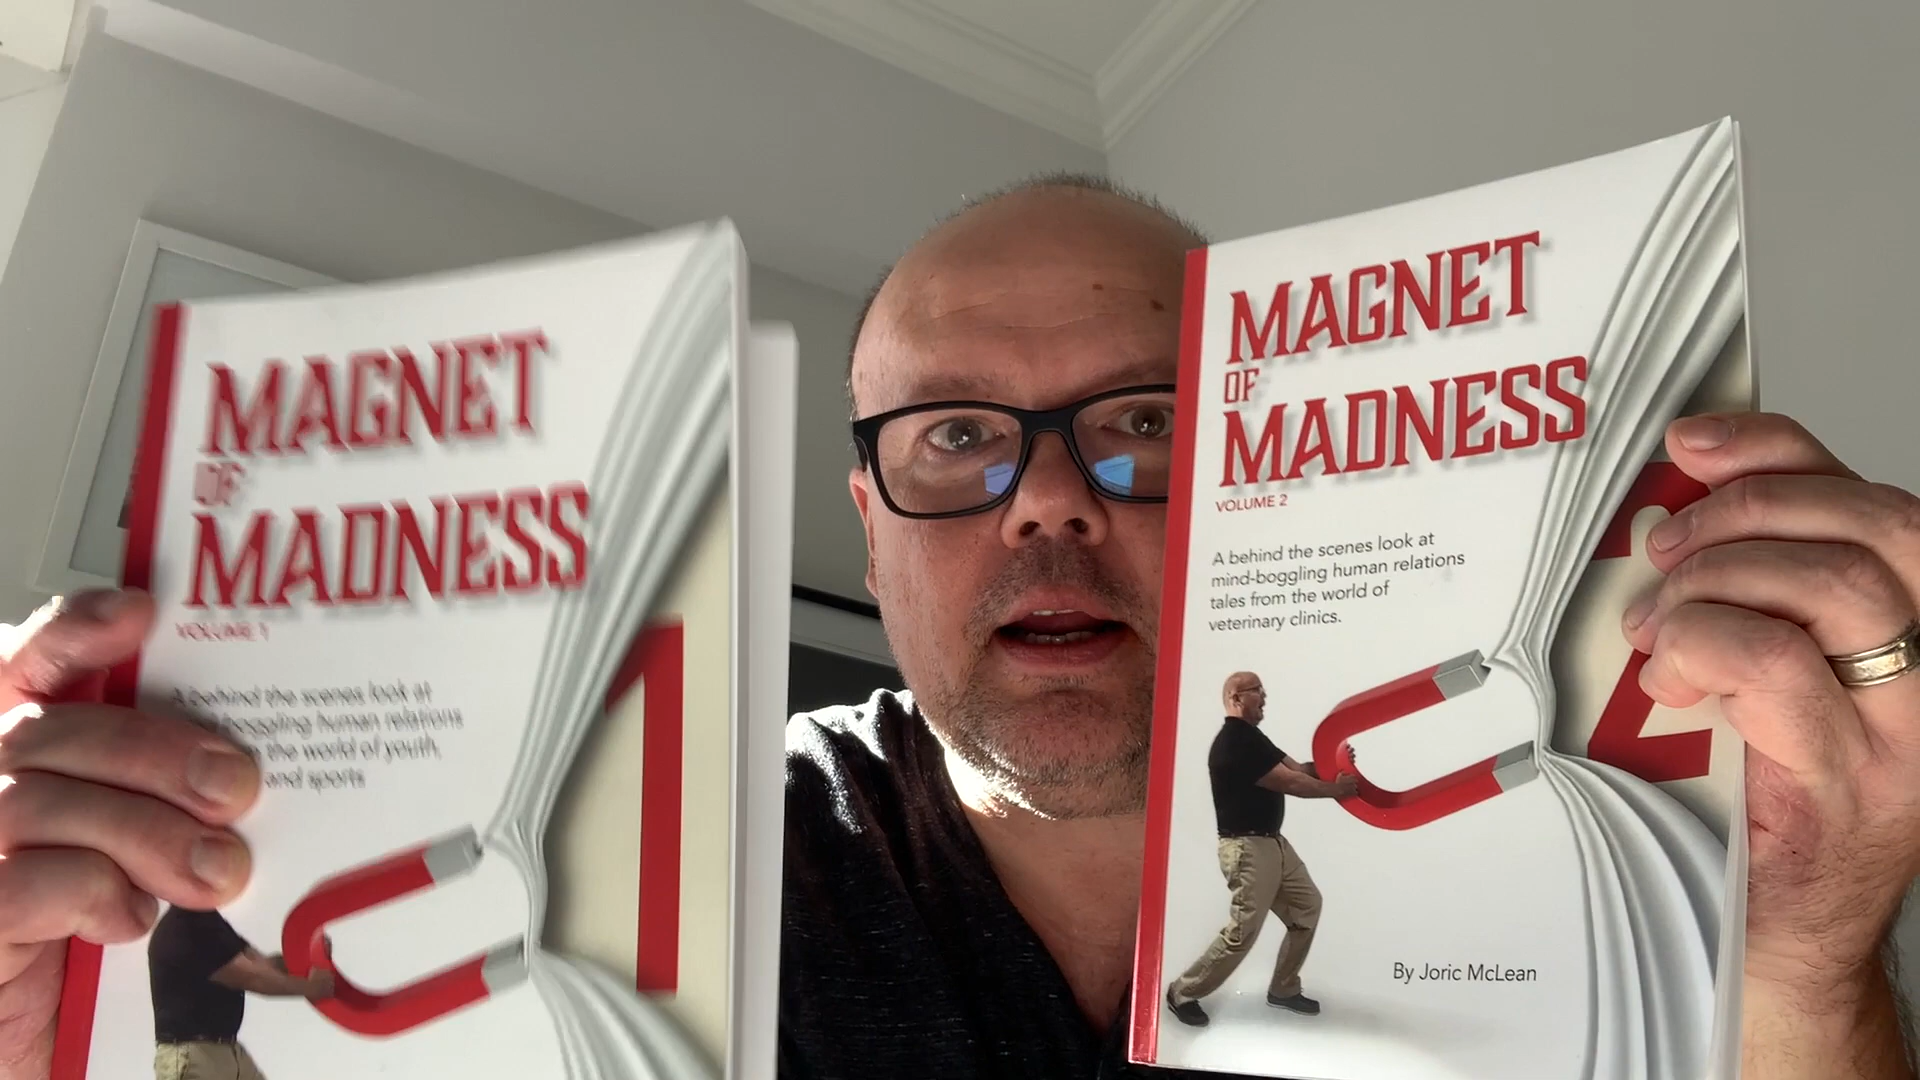 MAGNET
OF
MADNESS
VOLUME 1
A behind the scenes look at
boggling human relations
the world of youth,
and sports
1
MAGNET
OF
MADNESS
VOLUME 2
A behind the scenes look at
mind-boggling human relations
tales from the world of
veterinary clinics.
2
By Joric McLean